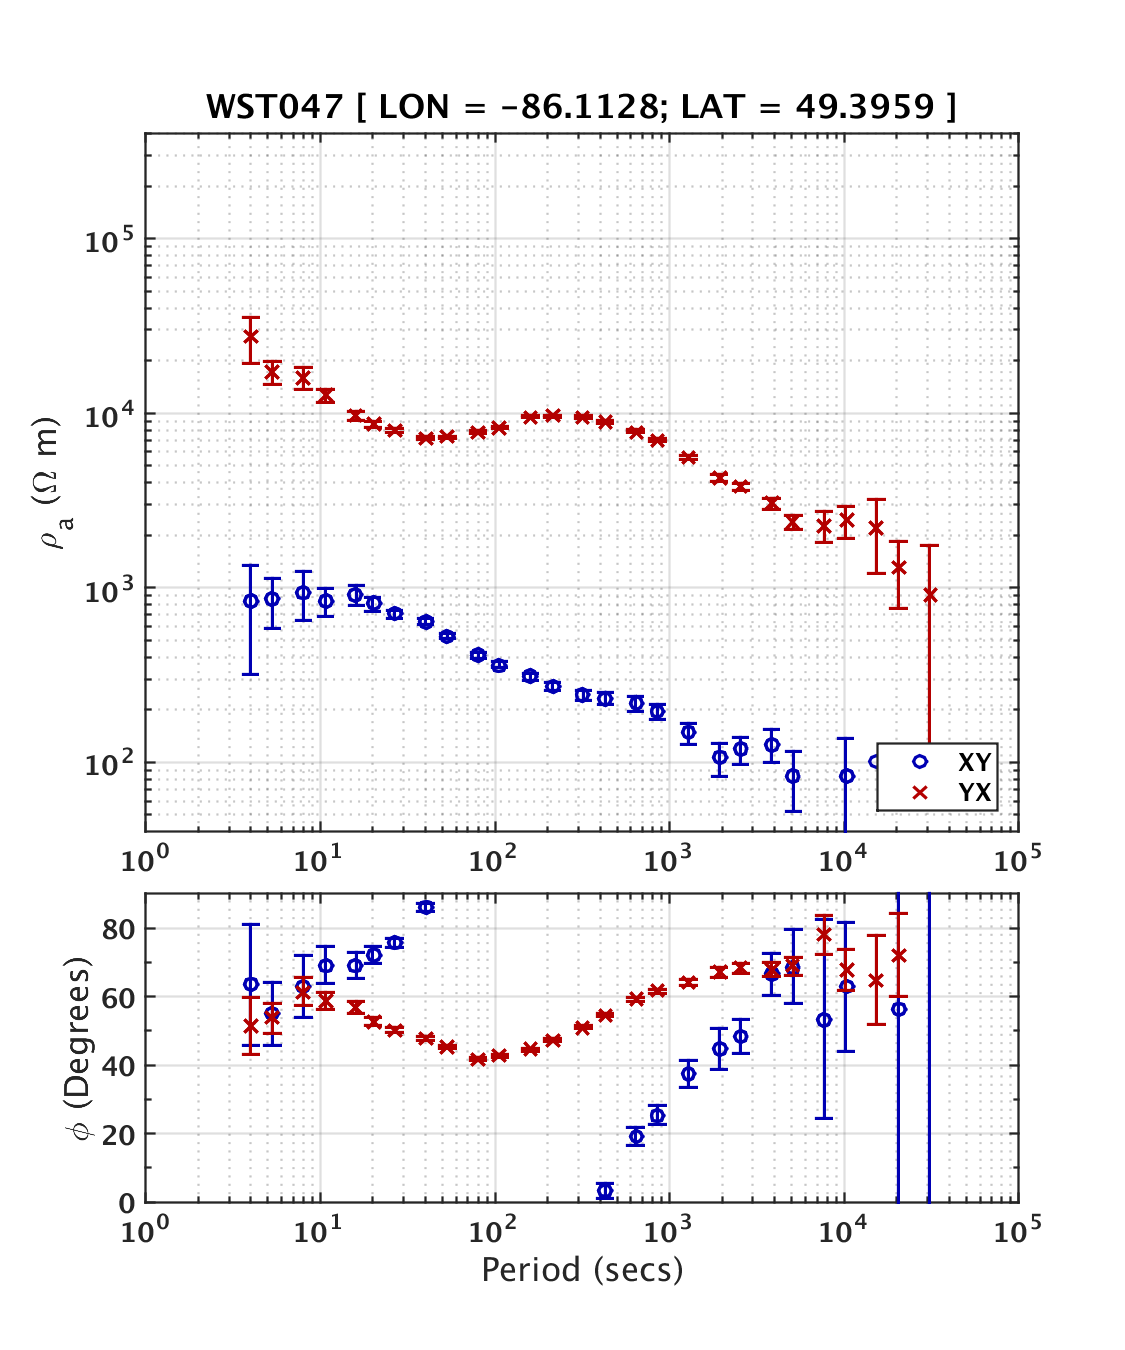 WST047 [ LON = −86.1128; LAT = 49.3959 ]
ρa (Ω m)
10^5
10^4
10^3
10^2
XY
YX
10^0 10^1 10^2 10^3 10^4 10^5
ϕ (Degrees)
80
60
40
20
0
10^0 10^1 10^2 10^3 10^4 10^5
Period (secs)